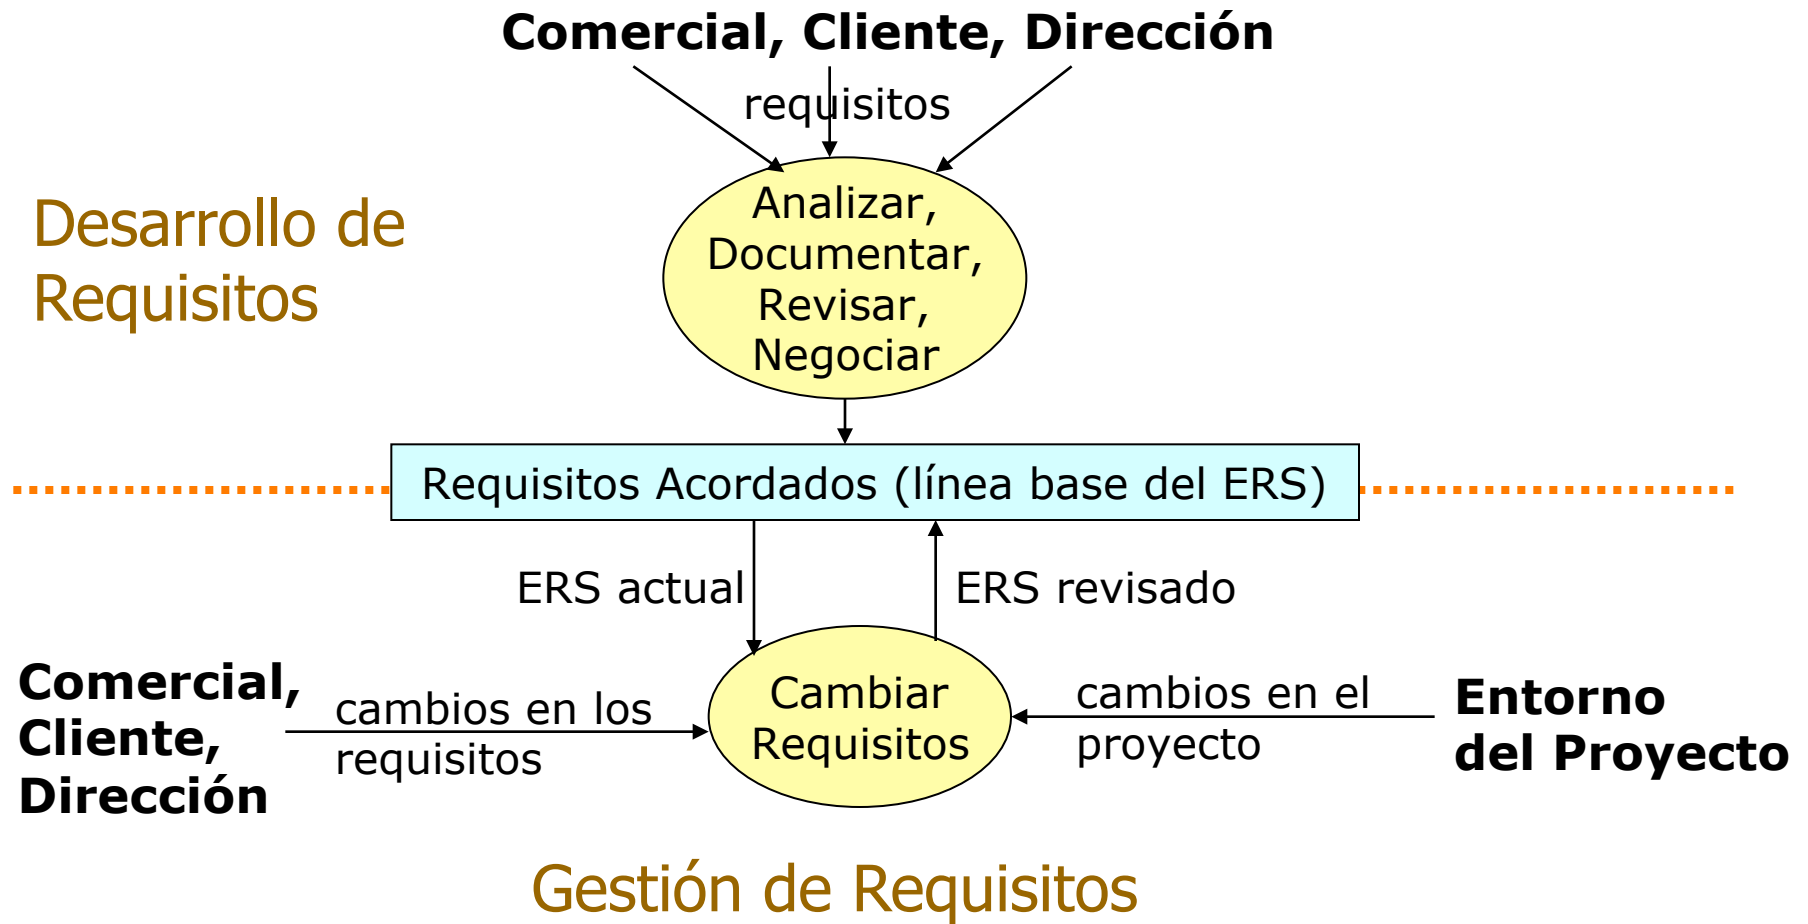 Comercial, Cliente, Dirección
requisitos
Desarrollo de
Requisitos
Analizar,
Documentar,
Revisar,
Negociar
Requisitos Acordados (línea base del ERS)
ERS actual
ERS revisado
Comercial,
Cliente,
Dirección
cambios en los
requisitos
Cambiar
Requisitos
cambios en el
proyecto
Entorno
del Proyecto
Gestión de Requisitos